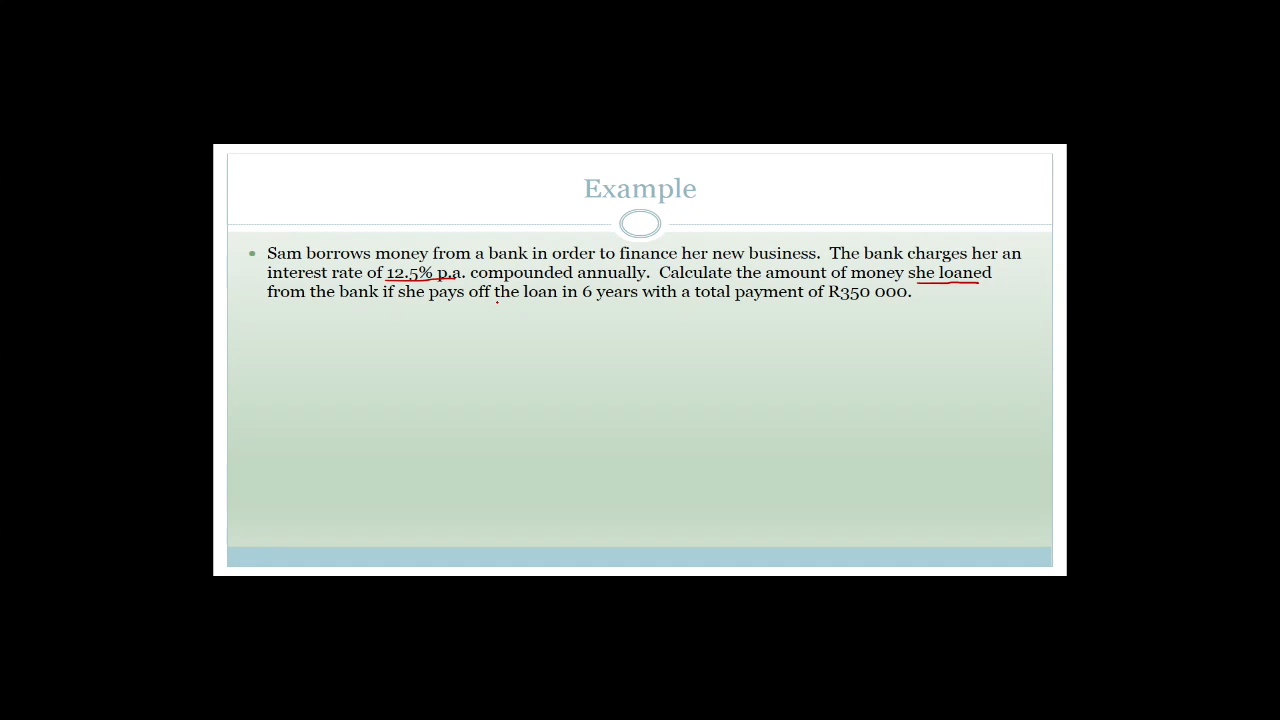 Example
• Sam borrows money from a bank in order to finance her new business.  The bank charges her an
interest rate of 12.5% p.a. compounded annually.  Calculate the amount of money she loaned
from the bank if she pays off the loan in 6 years with a total payment of R350 000.